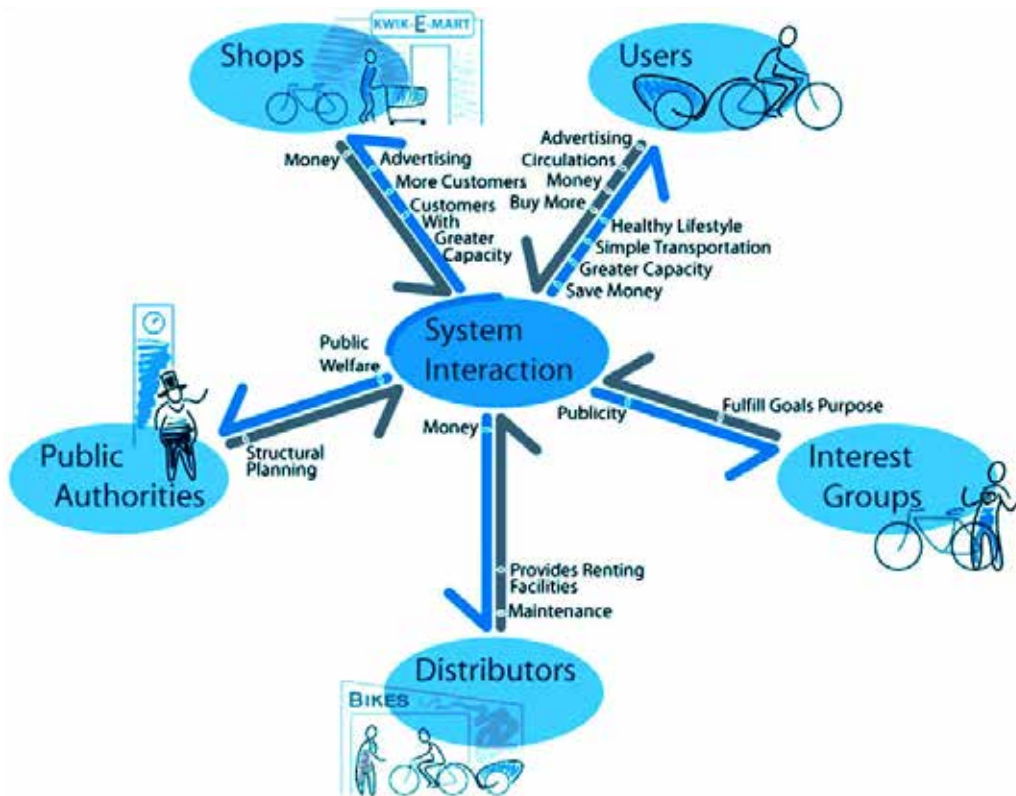 KWIK-E-MART
Shops
Users
Money
Advertising
More Customers
Customers
With
Greater
Capacity
Advertising
Circulations
Money
Buy More
Healthy Lifestyle
Simple Transportation
Greater Capacity
Save Money
System
Interaction
Public
Welfare
Structural
Planning
Public
Authorities
Money
Provides Renting
Facilities
Maintenance
Publicity
Fulfill Goals Purpose
Interest
Groups
Distributors
BIKES